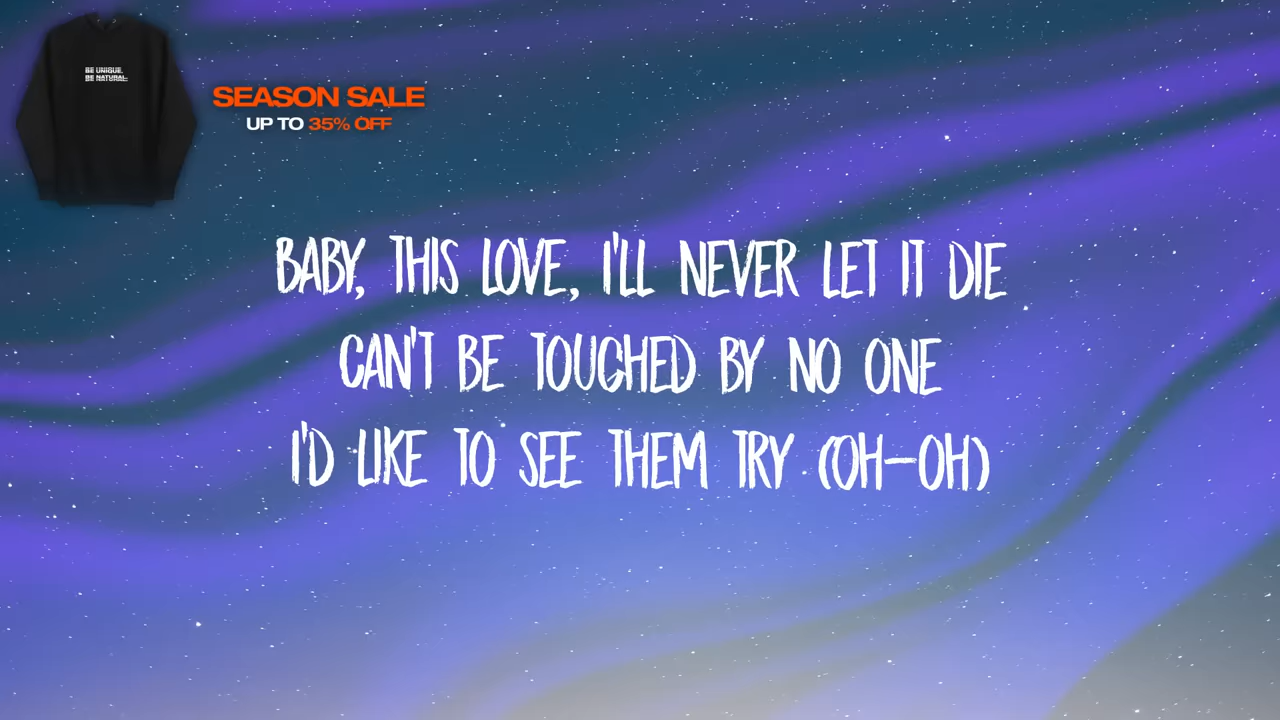 BE UNIQUE.
BE NATURAL.
SEASON SALE
UP TO 35% OFF
BABY, THIS LOVE, I'LL NEVER LET IT DIE
CAN'T BE TOUCHED BY NO ONE
I'D LIKE TO SEE THEM TRY (OH-OH)